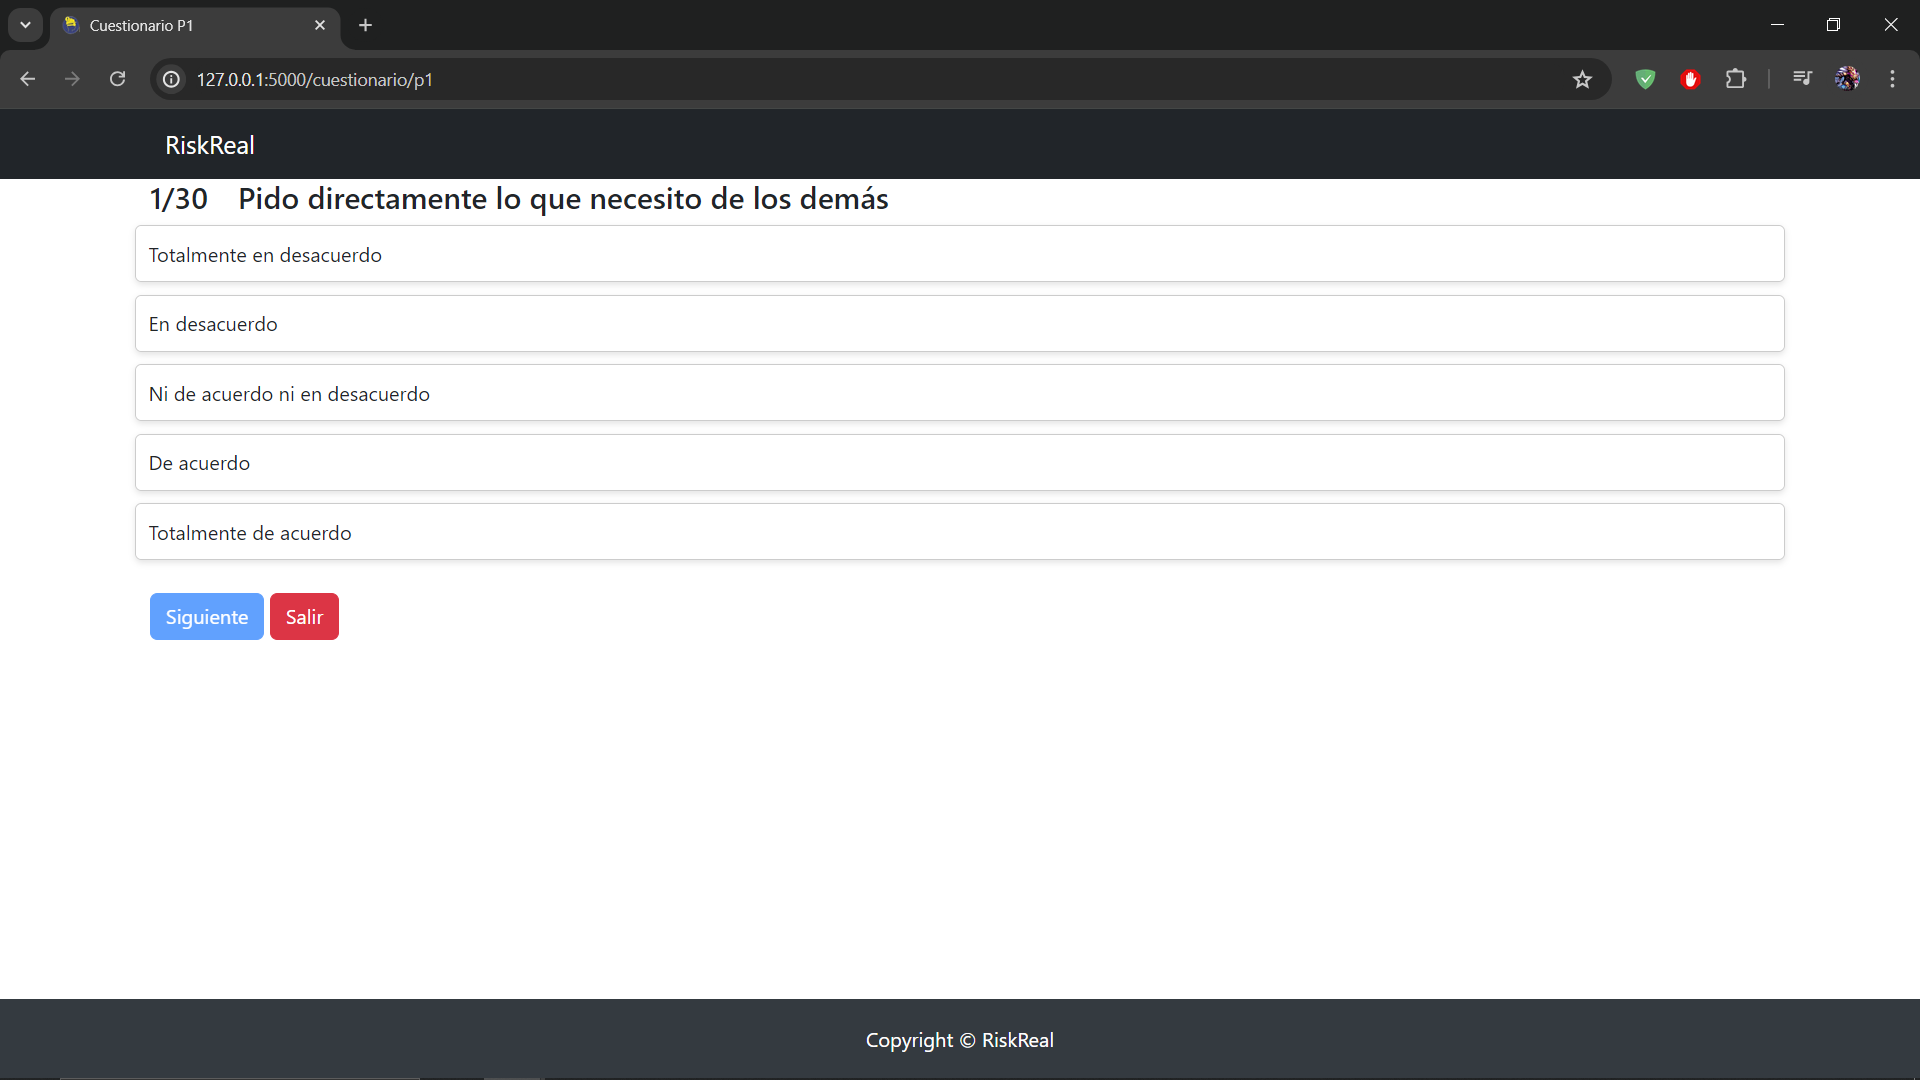 Cuestionario P1
127.0.0.1:5000/cuestionario/p1
RiskReal
1/30 Pido directamente lo que necesito de los demás
Totalmente en desacuerdo
En desacuerdo
Ni de acuerdo ni en desacuerdo
De acuerdo
Totalmente de acuerdo
Siguiente Salir
Copyright © RiskReal